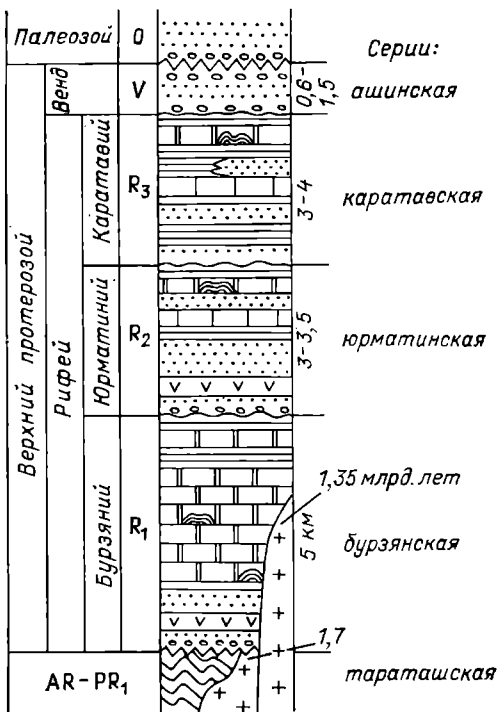 Палеозой
O
Серии:
Верхний протерозой
Венд
V
0,6-
1,5
ашинская
Рифей
Каратавий
R₃
3-4
каратавская
Юрматиний
R₂
3-3,5
юрматинская
Бурзяний
R₁
1,35 млрд. лет
5 км
бурзянская
1,7
AR-PR₁
тараташская